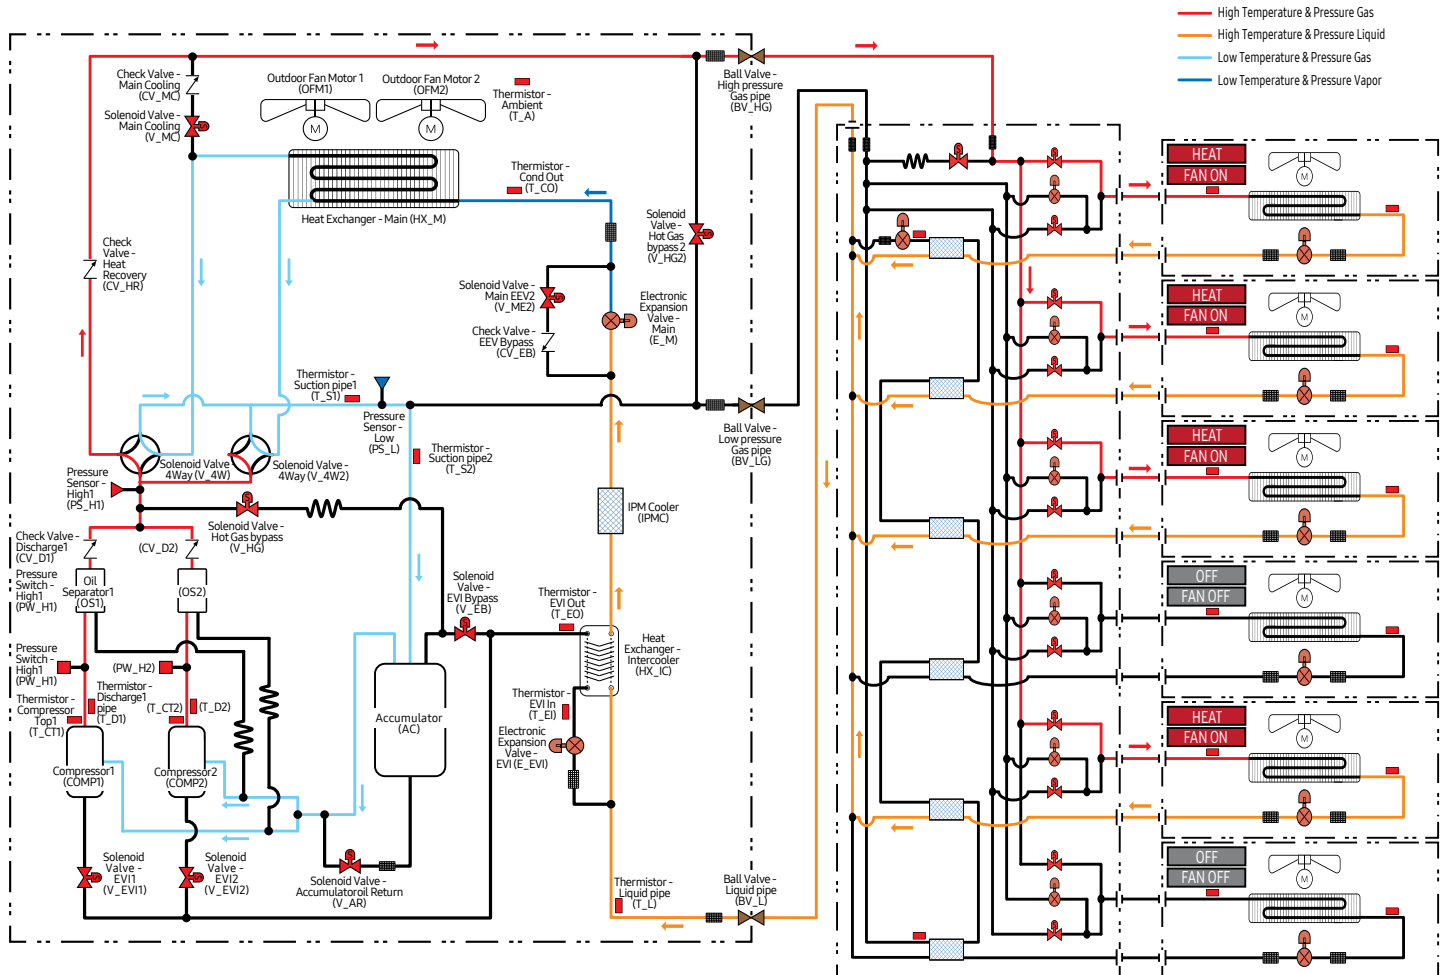 High Temperature & Pressure Gas
High Temperature & Pressure Liquid
Low Temperature & Pressure Gas
Low Temperature & Pressure Vapor
Check Valve -
Main Cooling
(CV_MC)
Solenoid Valve -
Main Cooling
(V_MC)
Outdoor Fan Motor 1
(OFM1)
M
Outdoor Fan Motor 2
(OFM2)
M
Thermistor -
Ambient
(T_A)
Ball Valve -
High pressure
Gas pipe
(BV_HG)
Thermistor -
Cond Out
(T_CO)
Heat Exchanger - Main (HX_M)
Solenoid
Valve -
Hot Gas
bypass 2
(V_HG2)
S
Check
Valve -
Heat
Recovery
(CV_HR)
Solenoid Valve -
Main EEV2
(V_ME2)
Check Valve -
EEV Bypass
(CV_EB)
Electronic
Expansion
Valve -
Main
(E_M)
Thermistor -
Suction pipe1
(T_S1)
Pressure
Sensor -
Low
(PS_L)
Ball Valve -
Low pressure
Gas pipe
(BV_LG)
Solenoid Valve -
4Way (V_4W)
Solenoid Valve -
4Way (V_4W2)
Thermistor -
Suction pipe2
(T_S2)
Pressure
Sensor -
High1
(PS_H1)
Solenoid Valve -
Hot Gas bypass
(V_HG)
IPM Cooler
(IPMC)
Check Valve -
Discharge1
(CV_D1)
(CV_D2)
Pressure
Switch -
High1
(PW_H1)
Oil
Separator1
(OS1)
(OS2)
Solenoid
Valve -
EVI Bypass
(V_EB)
Thermistor -
EVI Out
(T_EO)
Heat
Exchanger -
Intercooler
(HX_IC)
Pressure
Switch -
High1
(PW_H1)
(PW_H2)
Thermistor -
Compressor
Top1
(T_CT1)
Thermistor -
Discharge1
pipe
(T_D1)
(T_CT2)
(T_D2)
Accumulator
(AC)
Thermistor -
EVI In
(T_EI)
Electronic
Expansion
Valve -
EVI (E_EVI)
Compressor1
(COMP1)
Compressor2
(COMP2)
Solenoid
Valve -
EVI1
(V_EVI1)
Solenoid
Valve -
EVI2
(V_EVI2)
Solenoid Valve -
Accumulatoroil Return
(V_AR)
Thermistor -
Liquid pipe
(T_L)
Ball Valve -
Liquid pipe
(BV_L)
HEAT
FAN ON
M
HEAT
FAN ON
M
HEAT
FAN ON
M
OFF
FAN OFF
M
HEAT
FAN ON
M
OFF
FAN OFF
M